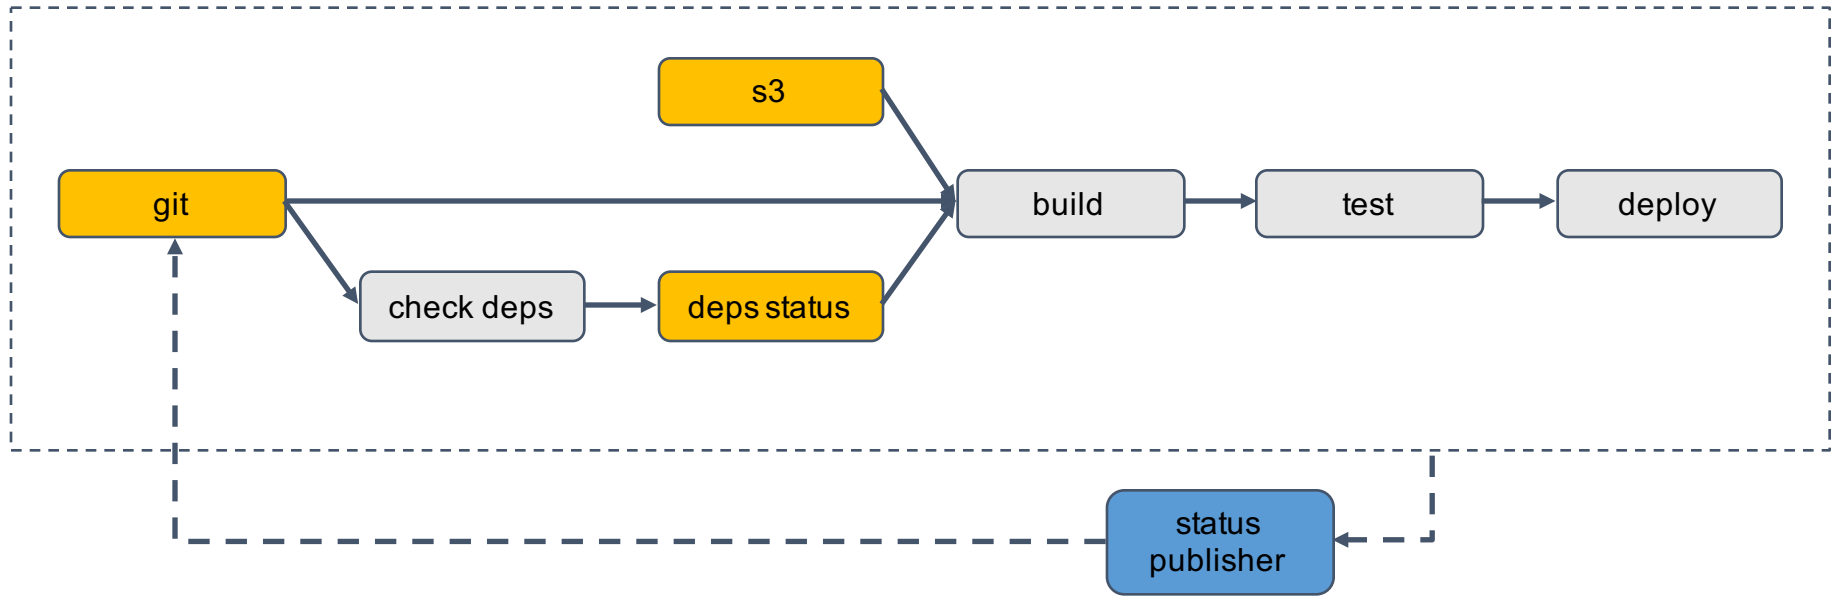 s3
git
build
test
deploy
check deps
deps status
status
publisher